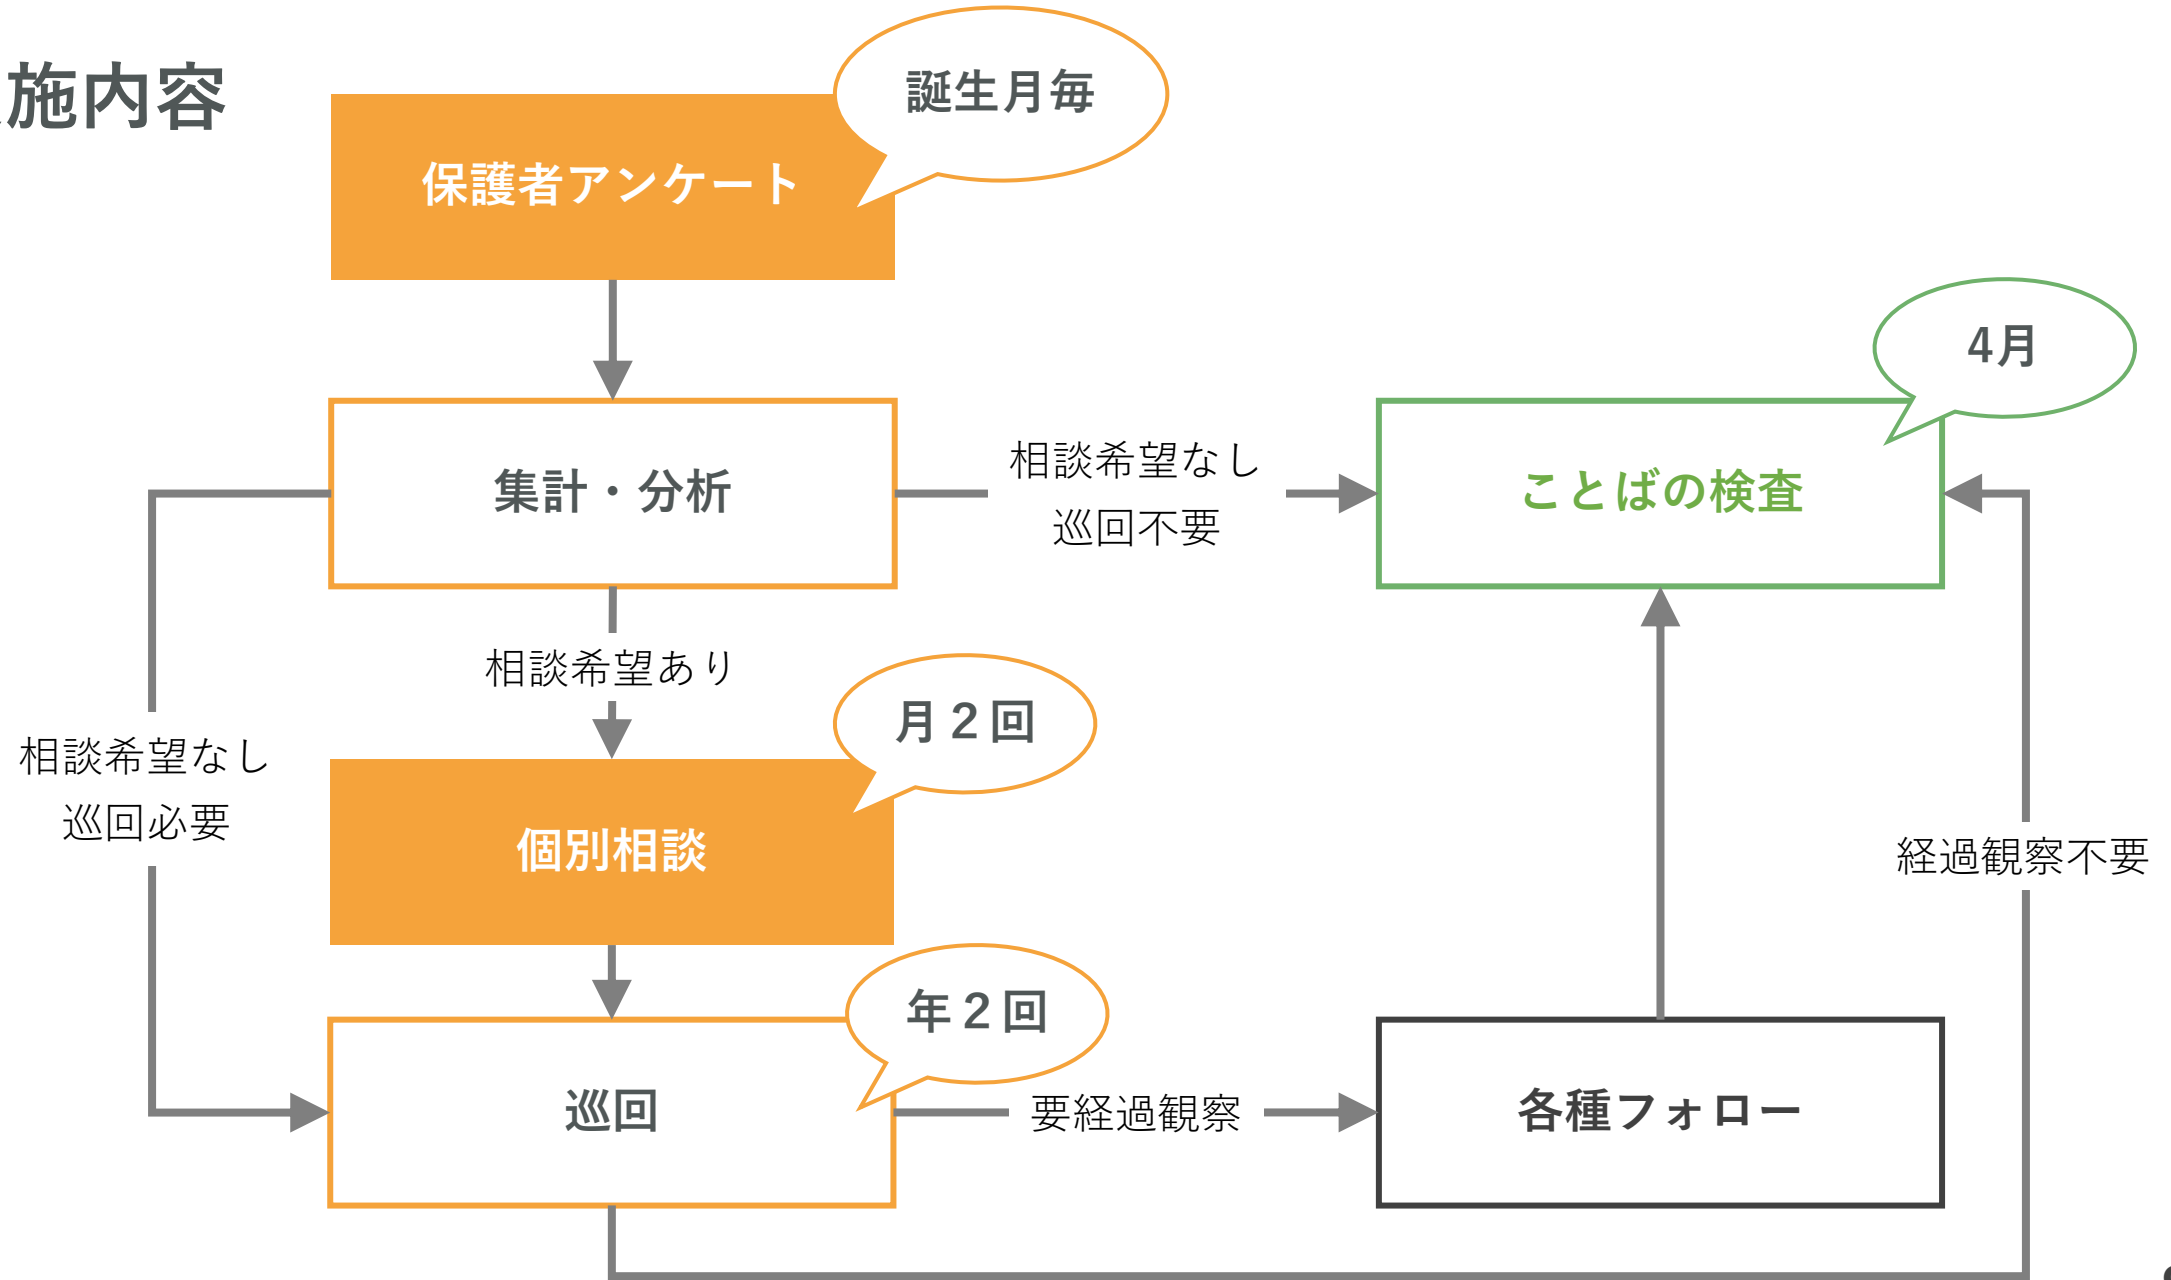 施内容
誕生月毎
保護者アンケート
4月
集計・分析
相談希望なし
巡回不要
ことばの検査
相談希望あり
月２回
相談希望なし
巡回必要
個別相談
経過観察不要
年２回
巡回
要経過観察
各種フォロー